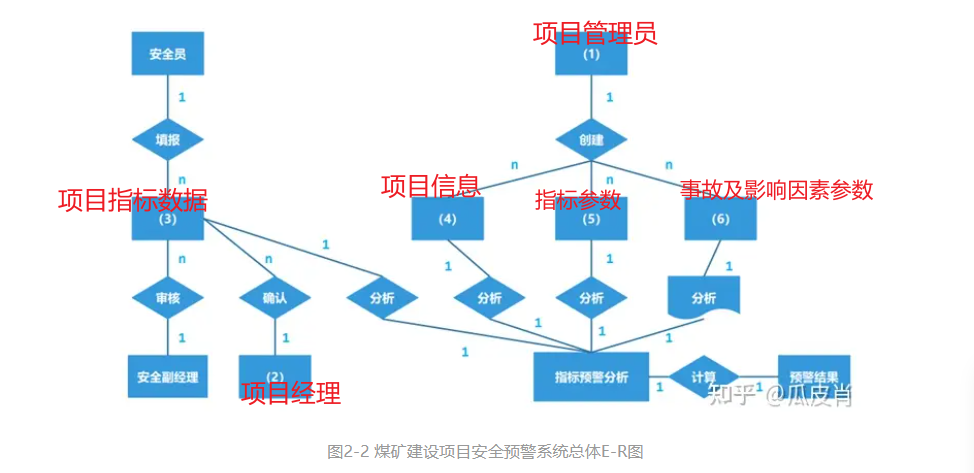 项目管理员
安全员
(1)
1
1
填报
创建
n
n
n
n
项目指标数据
项目信息
指标参数
事故及影响因素参数
(3)
(4)
(5)
(6)
1
n
n
1
1
1
审核
确认
分析
分析
分析
分析
1
1
1
1
1
1
安全副经理
(2)
指标预警分析
计算
预警结果
1
1
项目经理
知乎 @瓜皮肖
图2-2 煤矿建设项目安全预警系统总体E-R图